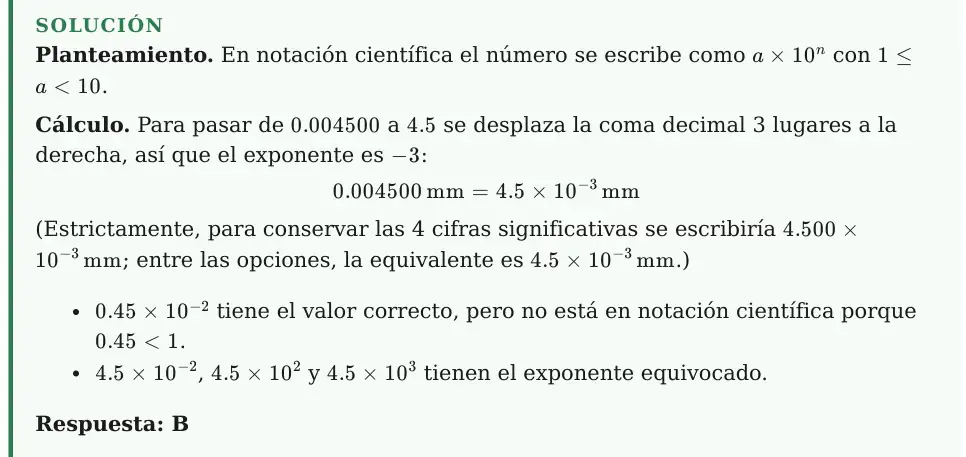 SOLUCIÓN
Planteamiento. En notación científica el número se escribe como a × 10ⁿ con 1 ≤
a < 10.
Cálculo. Para pasar de 0.004500 a 4.5 se desplaza la coma decimal 3 lugares a la
derecha, así que el exponente es −3:
0.004500 mm = 4.5 × 10⁻³ mm
(Estrictamente, para conservar las 4 cifras significativas se escribiría 4.500 ×
10⁻³ mm; entre las opciones, la equivalente es 4.5 × 10⁻³ mm.)
• 0.45 × 10⁻² tiene el valor correcto, pero no está en notación científica porque
0.45 < 1.
• 4.5 × 10⁻², 4.5 × 10² y 4.5 × 10³ tienen el exponente equivocado.
Respuesta: B